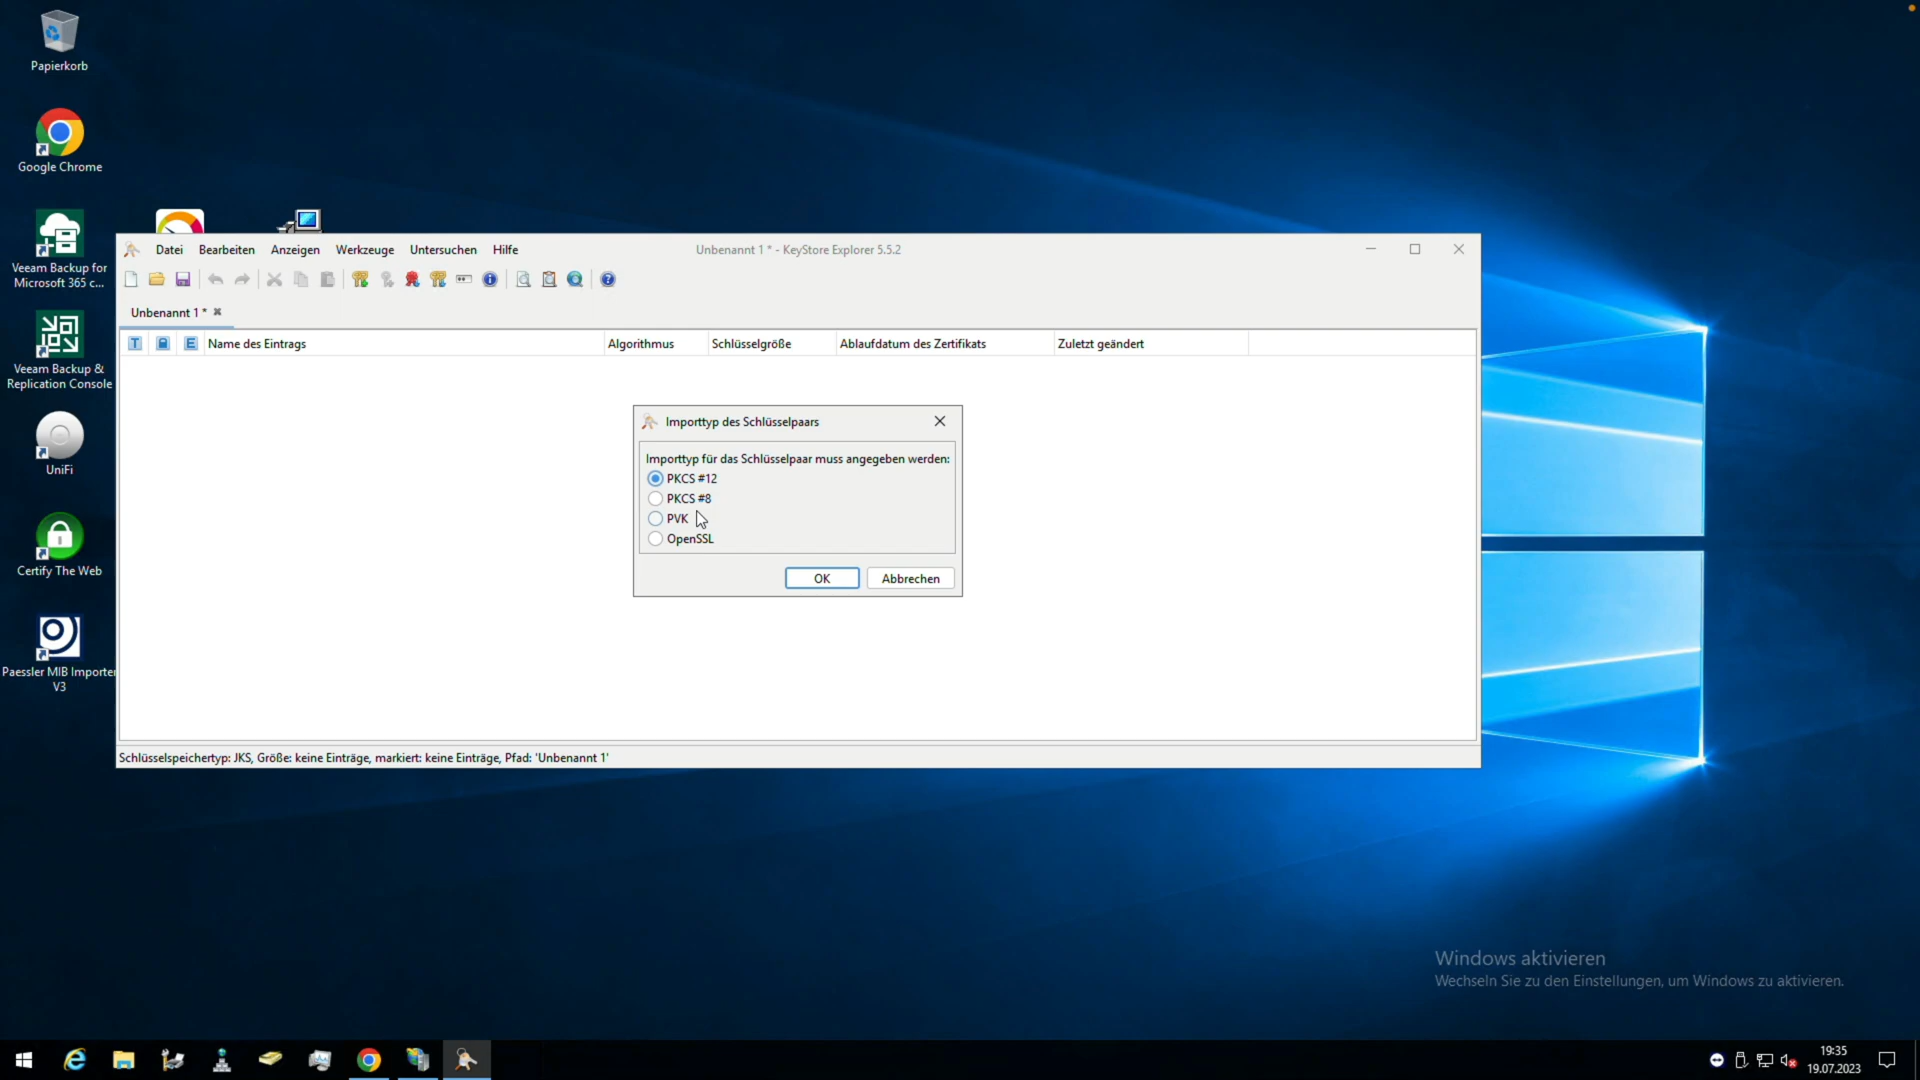 Papierkorb
Google Chrome
Veeam Backup for
Microsoft 365 c...
Veeam Backup &
Replication Console
UniFi
Certify The Web
Paessler MIB Importer
V3
Datei Bearbeiten Anzeigen Werkzeuge Untersuchen Hilfe
Unbenannt 1 * - KeyStore Explorer 5.5.2
Unbenannt 1 *
T E Name des Eintrags Algorithmus Schlüsselgröße Ablaufdatum des Zertifikats Zuletzt geändert
Importtyp des Schlüsselpaars
Importtyp für das Schlüsselpaar muss angegeben werden:
PKCS #12
PKCS #8
PVK
OpenSSL
OK Abbrechen
Schlüsselspeichertyp: JKS, Größe: keine Einträge, markiert: keine Einträge, Pfad: 'Unbenannt 1'
Windows aktivieren
Wechseln Sie zu den Einstellungen, um Windows zu aktivieren.
19:35
19.07.2023